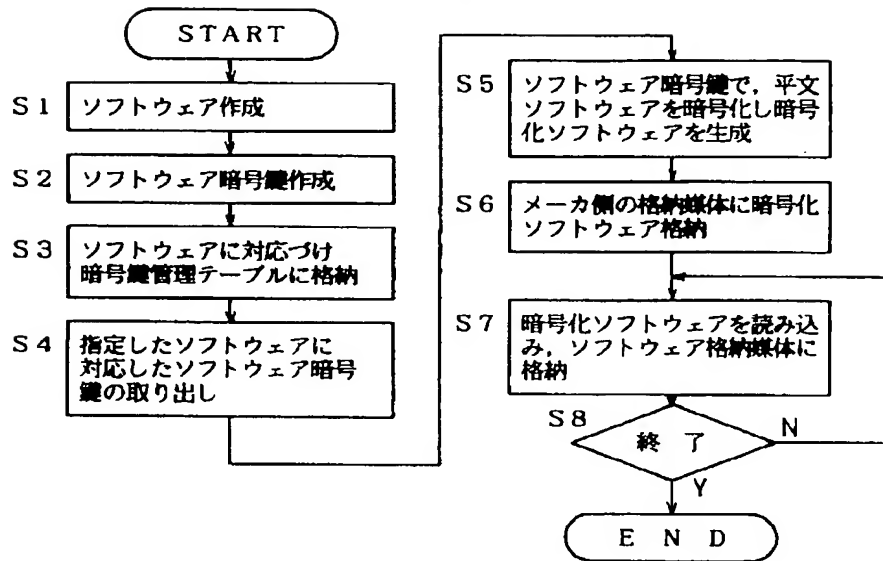 START
S1
ソフトウェア作成
S2
ソフトウェア暗号鍵作成
S3
ソフトウェアに対応づけ
暗号鍵管理テーブルに格納
S4
指定したソフトウェアに
対応したソフトウェア暗号
鍵の取り出し
S5
ソフトウェア暗号鍵で，平文
ソフトウェアを暗号化し暗号
化ソフトウェアを生成
S6
メーカ側の格納媒体に暗号化
ソフトウェア格納
S7
暗号化ソフトウェアを読み込
み，ソフトウェア格納媒体に
格納
S8
終了
N
Y
END